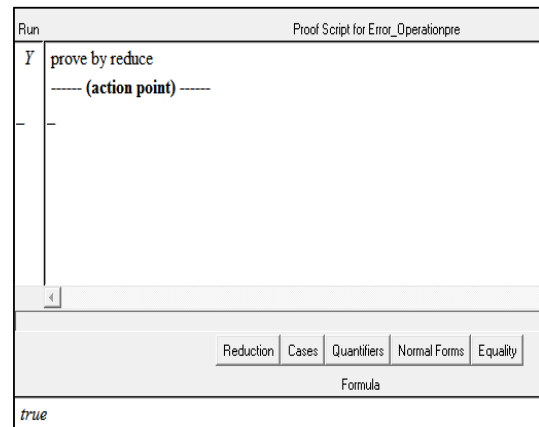 Run Proof Script for Error_Operationpre
Y prove by reduce
------ (action point) ------
Reduction Cases Quantifiers Normal Forms Equality
Formula
true